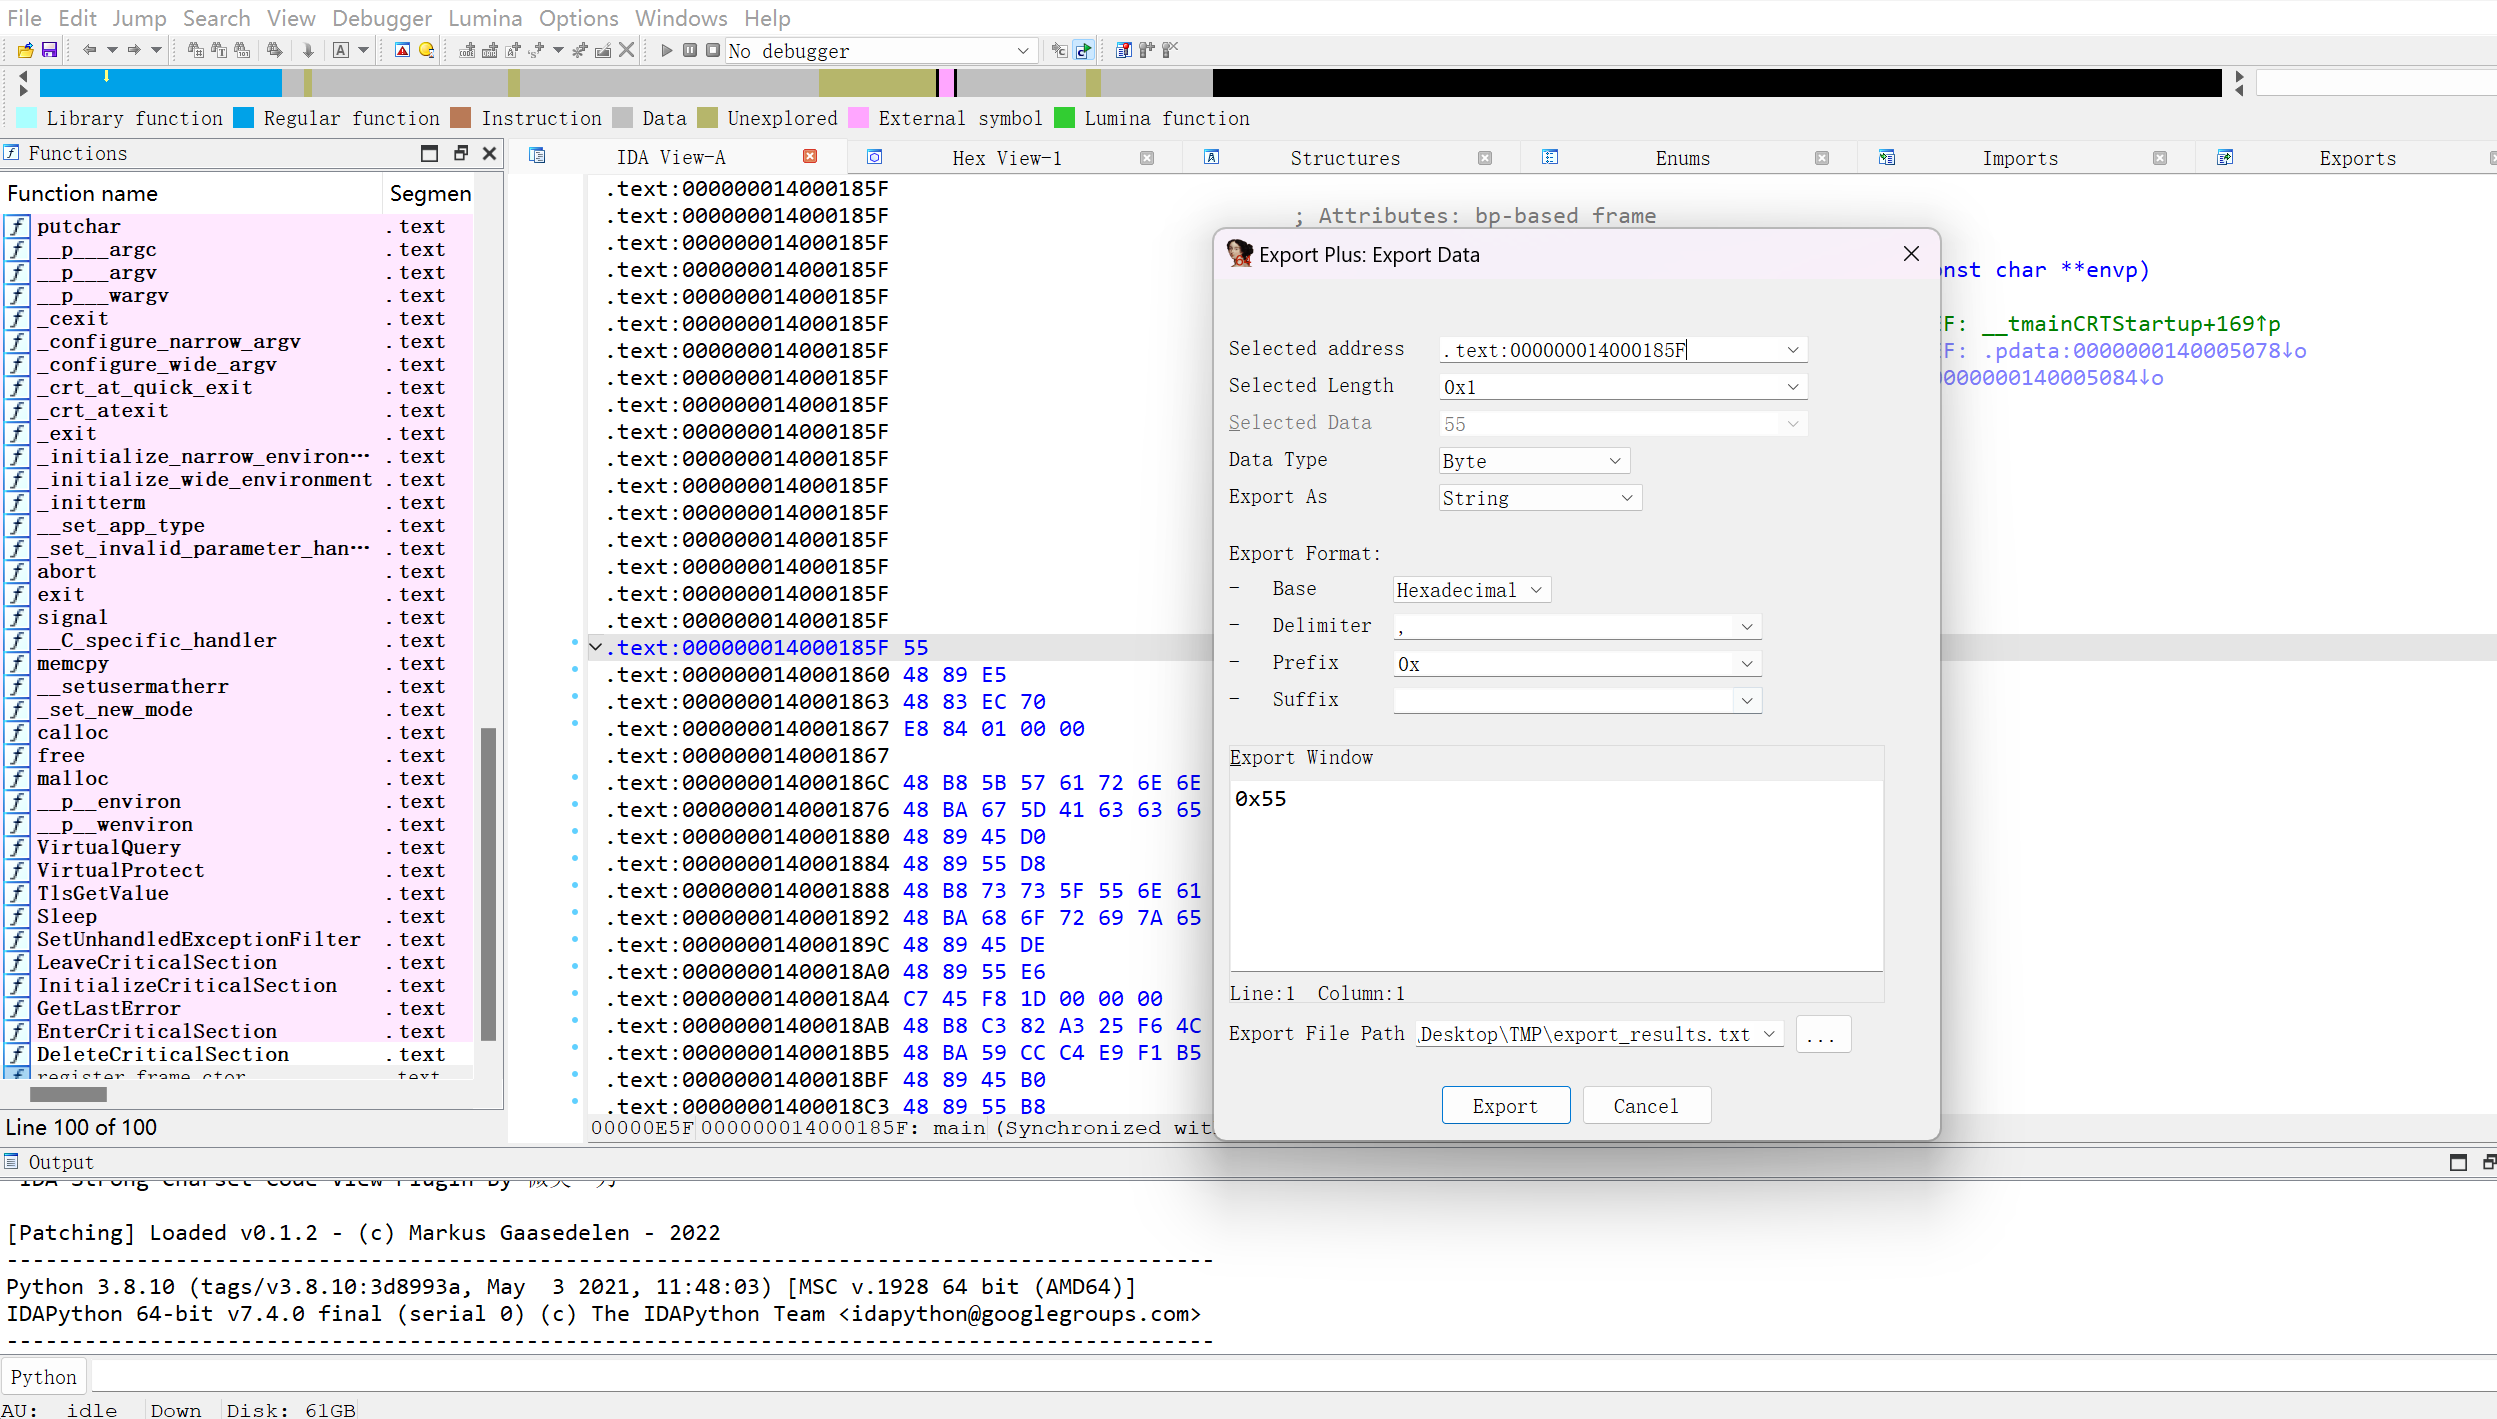 File Edit Jump Search View Debugger Lumina Options Windows Help
No debugger
Library function Regular function Instruction Data Unexplored External symbol Lumina function
Functions
Function name Segmen
putchar .text
__p___argc .text
__p___argv .text
__p___wargv .text
_cexit .text
_configure_narrow_argv .text
_configure_wide_argv .text
_crt_at_quick_exit .text
_crt_atexit .text
_exit .text
_initialize_narrow_environ… .text
_initialize_wide_environment .text
_initterm .text
__set_app_type .text
_set_invalid_parameter_han… .text
abort .text
exit .text
signal .text
__C_specific_handler .text
memcpy .text
__setusermatherr .text
_set_new_mode .text
calloc .text
free .text
malloc .text
__p__environ .text
__p__wenviron .text
VirtualQuery .text
VirtualProtect .text
TlsGetValue .text
Sleep .text
SetUnhandledExceptionFilter .text
LeaveCriticalSection .text
InitializeCriticalSection .text
GetLastError .text
EnterCriticalSection .text
DeleteCriticalSection .text
register_frame_ctor .text
Line 100 of 100
IDA View-A Hex View-1 Structures Enums Imports Exports
.text:000000014000185F
.text:000000014000185F ; Attributes: bp-based frame
.text:000000014000185F
.text:000000014000185F onst char **envp)
.text:000000014000185F
.text:000000014000185F EF: __tmainCRTStartup+169↑p
.text:000000014000185F EF: .pdata:0000000140005078↓o
.text:000000014000185F 0000000140005084↓o
.text:000000014000185F
.text:000000014000185F
.text:000000014000185F
.text:000000014000185F
.text:000000014000185F
.text:000000014000185F
.text:000000014000185F
.text:000000014000185F
.text:000000014000185F
.text:000000014000185F 55
.text:0000000140001860 48 89 E5
.text:0000000140001863 48 83 EC 70
.text:0000000140001867 E8 84 01 00 00
.text:0000000140001867
.text:000000014000186C 48 B8 5B 57 61 72 6E 6E
.text:0000000140001876 48 BA 67 5D 41 63 63 65
.text:0000000140001880 48 89 45 D0
.text:0000000140001884 48 89 55 D8
.text:0000000140001888 48 B8 73 73 5F 55 6E 61
.text:0000000140001892 48 BA 68 6F 72 69 7A 65
.text:000000014000189C 48 89 45 DE
.text:00000001400018A0 48 89 55 E6
.text:00000001400018A4 C7 45 F8 1D 00 00 00
.text:00000001400018AB 48 B8 C3 82 A3 25 F6 4C
.text:00000001400018B5 48 BA 59 CC C4 E9 F1 B5
.text:00000001400018BF 48 89 45 B0
.text:00000001400018C3 48 89 55 B8
00000E5F 000000014000185F: main (Synchronized wit
Export Plus: Export Data
Selected address .text:000000014000185F
Selected Length 0x1
Selected Data 55
Data Type Byte
Export As String
Export Format:
- Base Hexadecimal
- Delimiter ,
- Prefix 0x
- Suffix
Export Window
0x55
Line:1 Column:1
Export File Path Desktop\TMP\export_results.txt ...
Export Cancel
Output
[Patching] Loaded v0.1.2 - (c) Markus Gaasedelen - 2022
---------------------------------------------------------------------------------------------
Python 3.8.10 (tags/v3.8.10:3d8993a, May  3 2021, 11:48:03) [MSC v.1928 64 bit (AMD64)]
IDAPython 64-bit v7.4.0 final (serial 0) (c) The IDAPython Team <idapython@googlegroups.com>
---------------------------------------------------------------------------------------------
Python
AU: idle Down Disk: 61GB